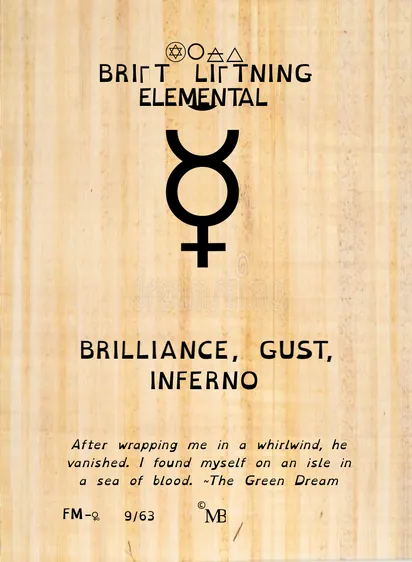 BRIΓT LIΓTNING
ELEMENTAL
BRILLIANCE, GUST,
INFERNO
After wrapping me in a whirlwind, he
vanished. I found myself on an isle in
a sea of blood. ~The Green Dream
FM-♀ 9/63 © MB